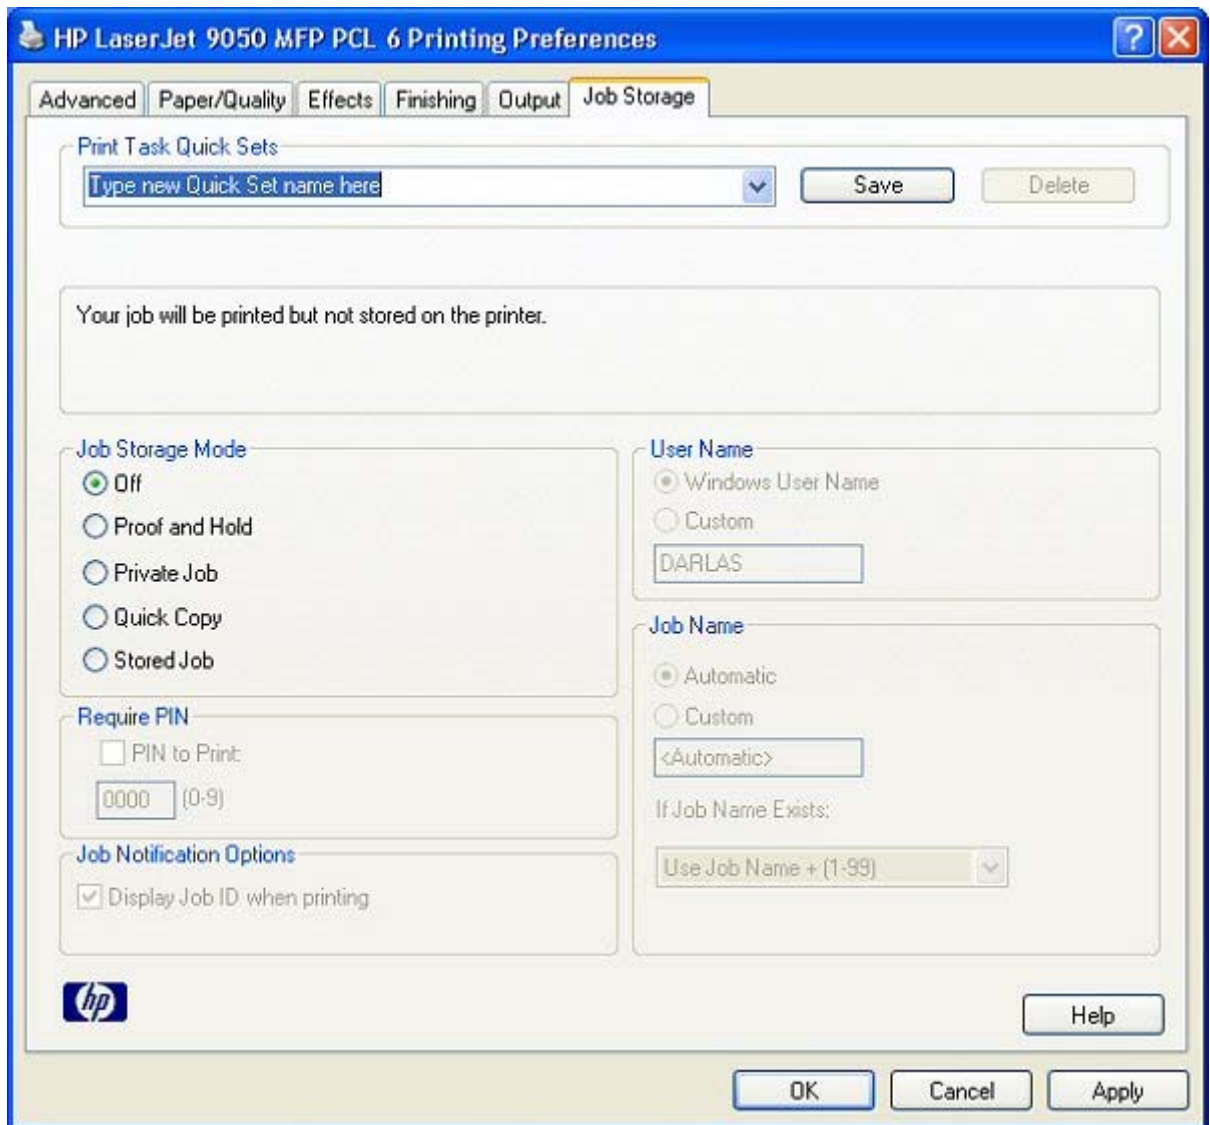 HP LaserJet 9050 MFP PCL 6 Printing Preferences
Advanced Paper/Quality Effects Finishing Output Job Storage
Print Task Quick Sets
Type new Quick Set name here Save Delete
Your job will be printed but not stored on the printer.
Job Storage Mode
Off
Proof and Hold
Private Job
Quick Copy
Stored Job
Require PIN
PIN to Print:
0000 (0-9)
Job Notification Options
Display Job ID when printing
User Name
Windows User Name
Custom
DARLAS
Job Name
Automatic
Custom
<Automatic>
If Job Name Exists:
Use Job Name + (1-99)
hp
Help
OK Cancel Apply